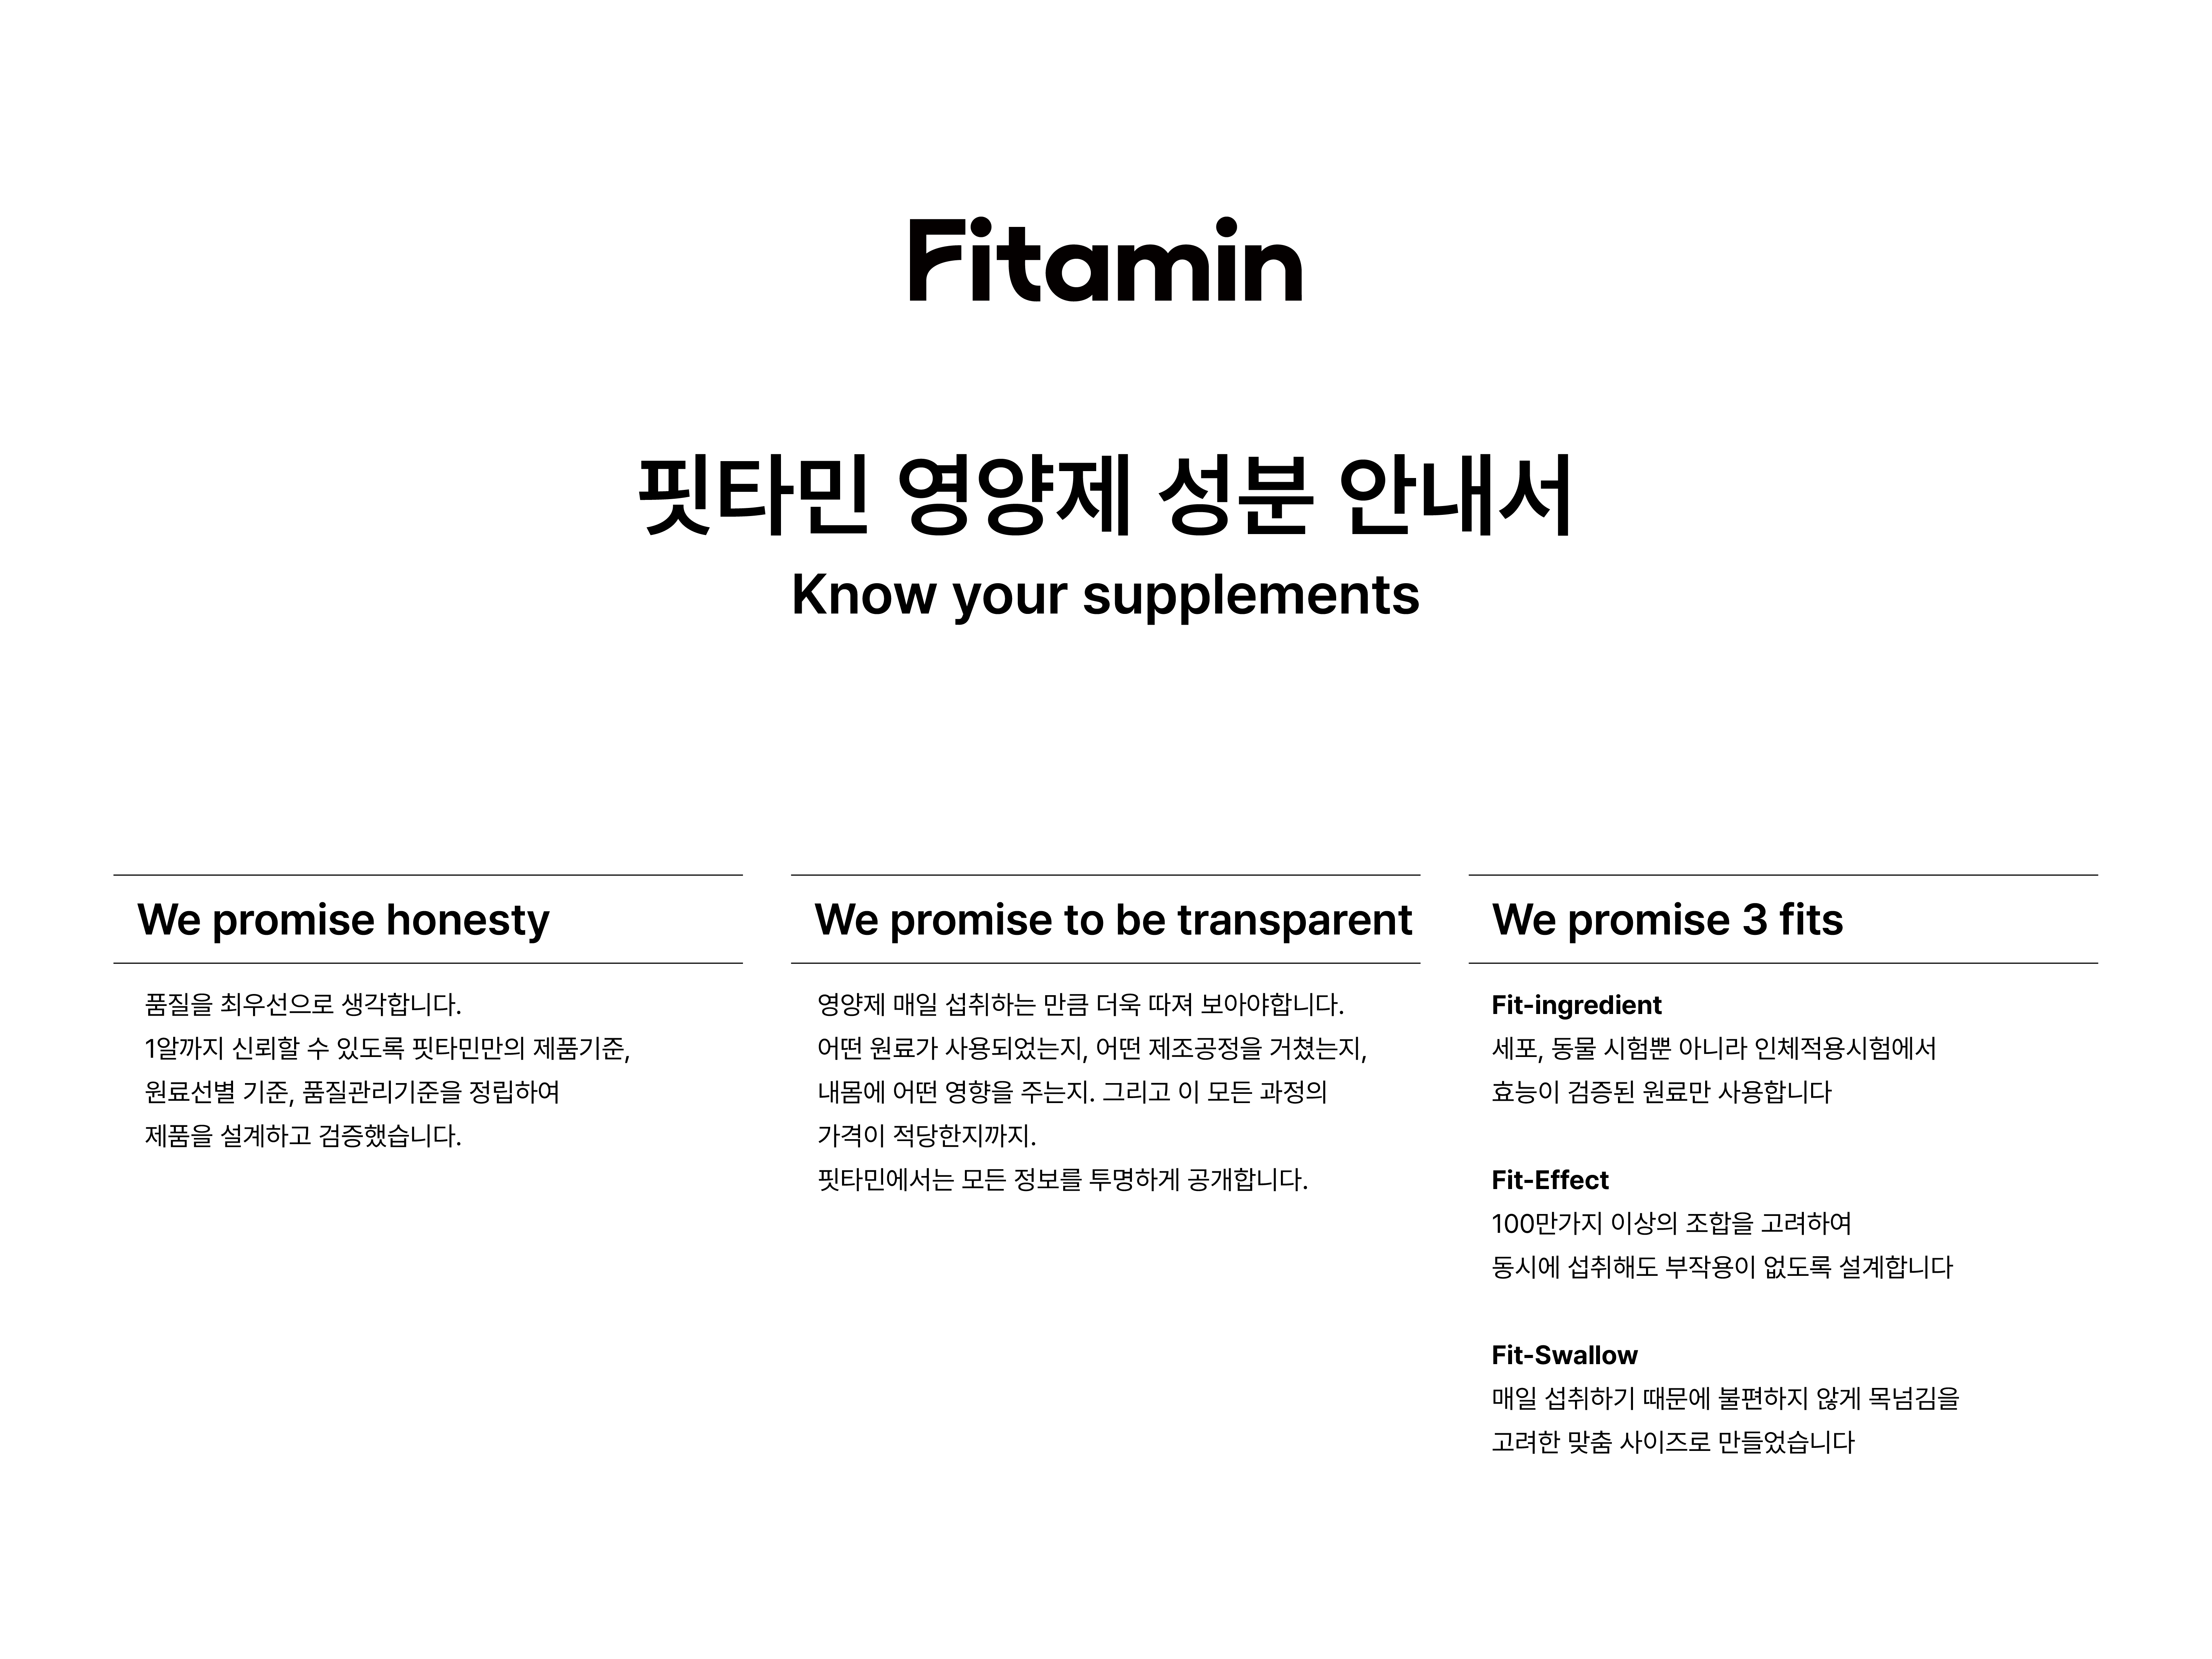 Fitamin
핏타민 영양제 성분 안내서
Know your supplements
We promise honesty
품질을 최우선으로 생각합니다.
1알까지 신뢰할 수 있도록 핏타민만의 제품기준,
원료선별 기준, 품질관리기준을 정립하여
제품을 설계하고 검증했습니다.
We promise to be transparent
영양제 매일 섭취하는 만큼 더욱 따져 보아야합니다.
어떤 원료가 사용되었는지, 어떤 제조공정을 거쳤는지,
내몸에 어떤 영향을 주는지. 그리고 이 모든 과정의
가격이 적당한지까지.
핏타민에서는 모든 정보를 투명하게 공개합니다.
We promise 3 fits
Fit-ingredient
세포, 동물 시험뿐 아니라 인체적용시험에서
효능이 검증된 원료만 사용합니다
Fit-Effect
100만가지 이상의 조합을 고려하여
동시에 섭취해도 부작용이 없도록 설계합니다
Fit-Swallow
매일 섭취하기 때문에 불편하지 않게 목넘김을
고려한 맞춤 사이즈로 만들었습니다